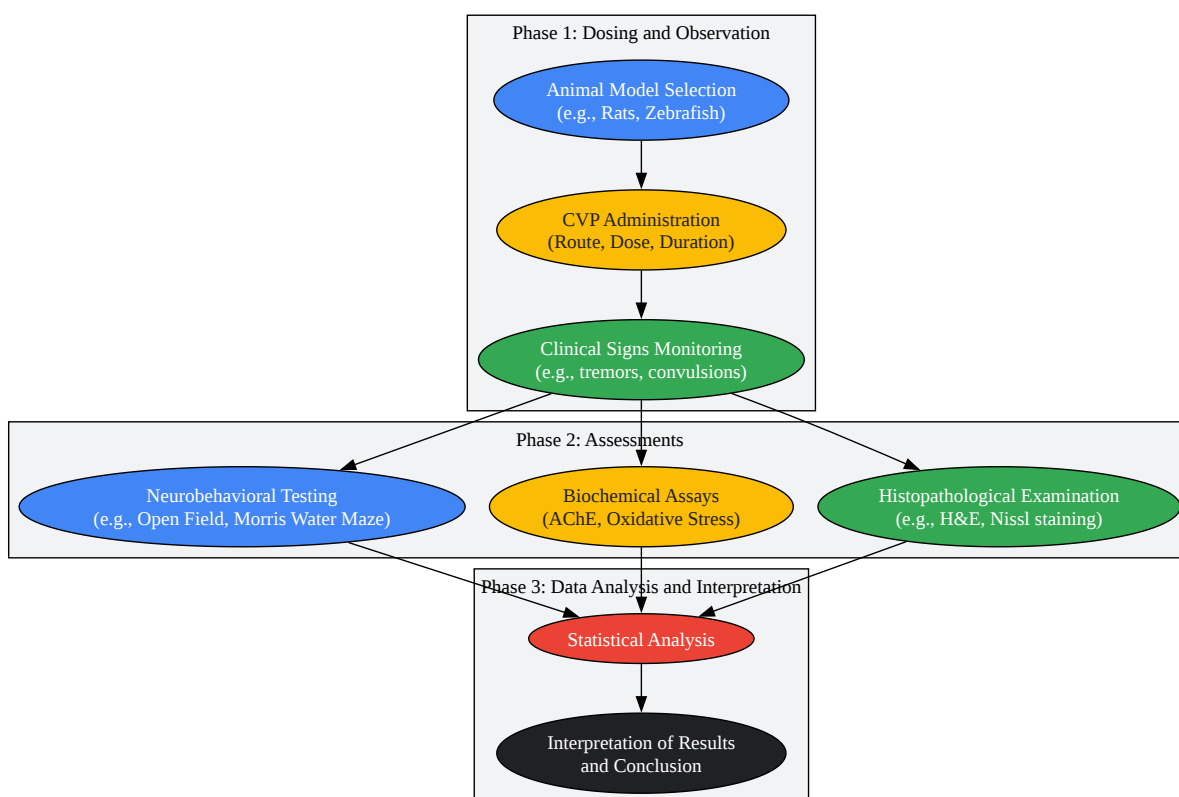 Phase 1: Dosing and Observation
Animal Model Selection
(e.g., Rats, Zebrafish)
CVP Administration
(Route, Dose, Duration)
Clinical Signs Monitoring
(e.g., tremors, convulsions)
Phase 2: Assessments
Neurobehavioral Testing
(e.g., Open Field, Morris Water Maze)
Biochemical Assays
(AChE, Oxidative Stress)
Histopathological Examination
(e.g., H&E, Nissl staining)
Phase 3: Data Analysis and Interpretation
Statistical Analysis
Interpretation of Results
and Conclusion